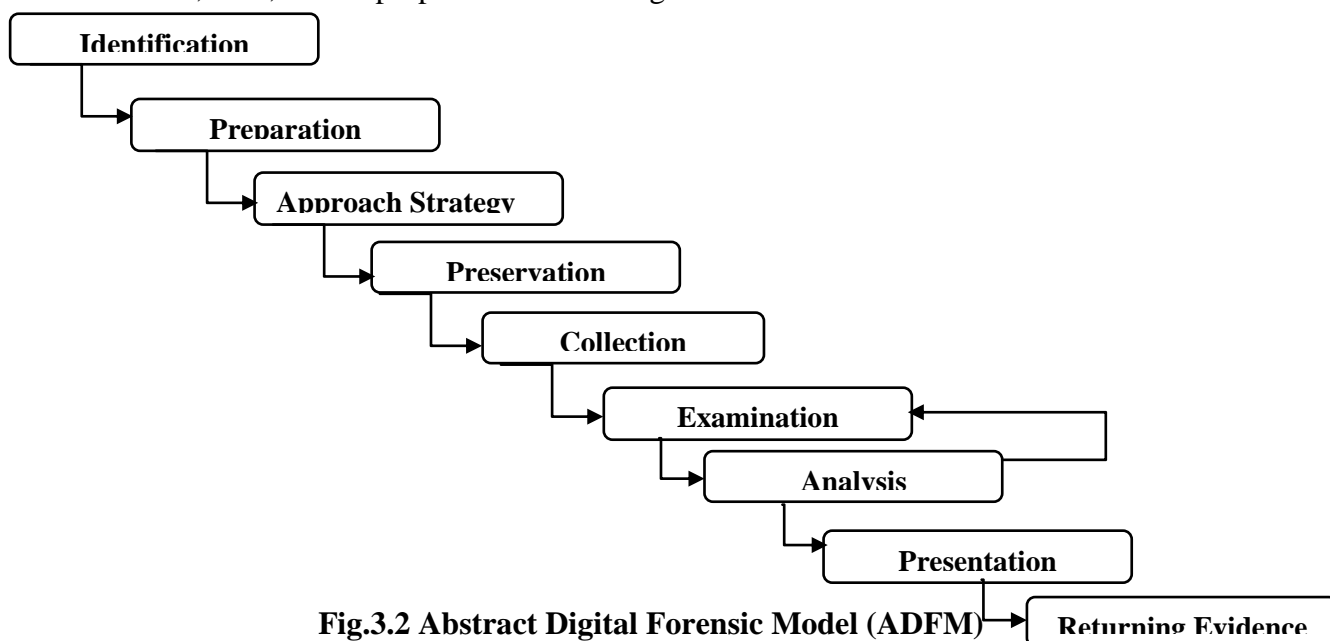 Identification
Preparation
Approach Strategy
Preservation
Collection
Examination
Analysis
Presentation
Fig.3.2 Abstract Digital Forensic Model (ADFM)
Returning Evidence